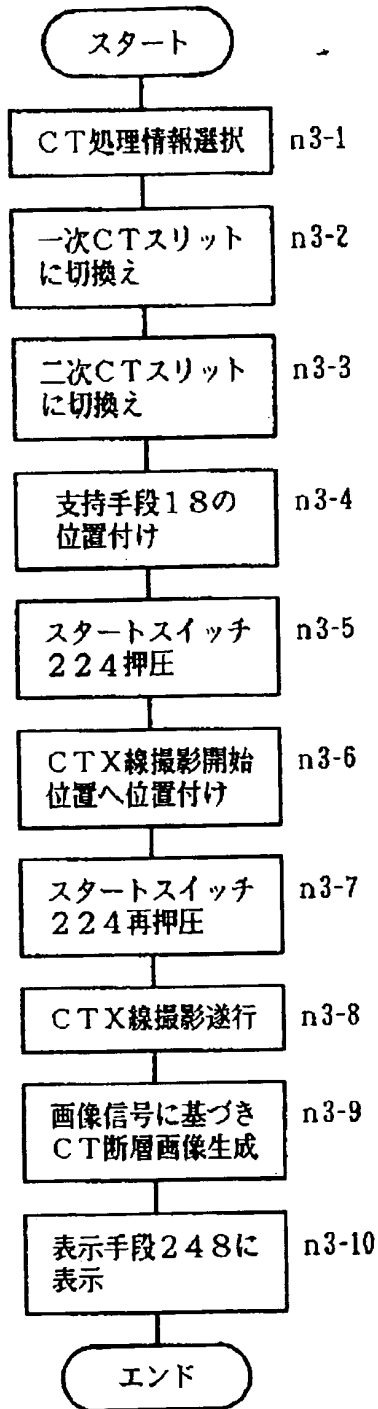 スタート
CT処理情報選択 n3-1
一次CTスリット n3-2
に切換え
二次CTスリット n3-3
に切換え
支持手段18の n3-4
位置付け
スタートスイッチ n3-5
224押圧
CTX線撮影開始 n3-6
位置へ位置付け
スタートスイッチ n3-7
224再押圧
CTX線撮影遂行 n3-8
画像信号に基づき n3-9
CT断層画像生成
表示手段248に n3-10
表示
エンド